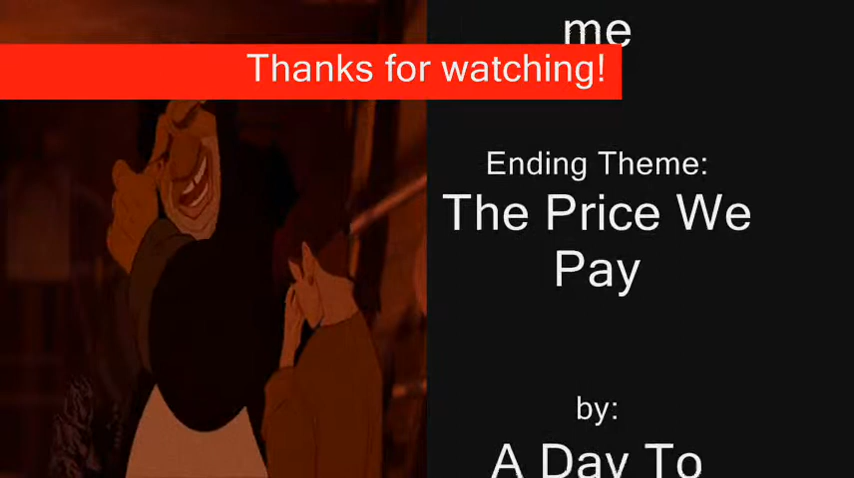 me
Thanks for watching!
Ending Theme:
The Price We
Pay
by:
A Day To